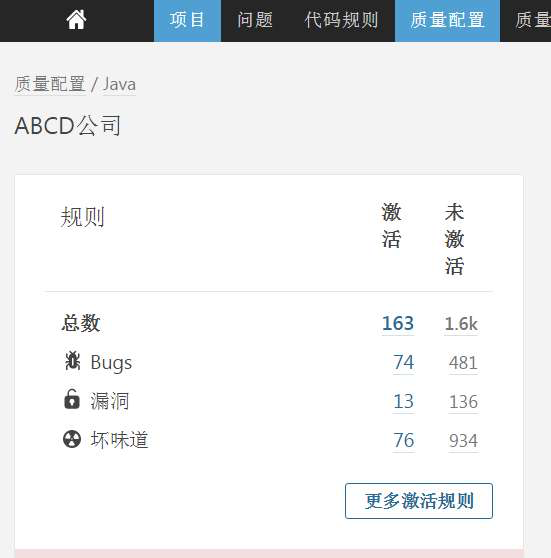 项目 问题 代码规则 质量配置 质量
质量配置 / Java
ABCD公司
规则 激活 未激活
总数 163 1.6k
Bugs 74 481
漏洞 13 136
坏味道 76 934
更多激活规则